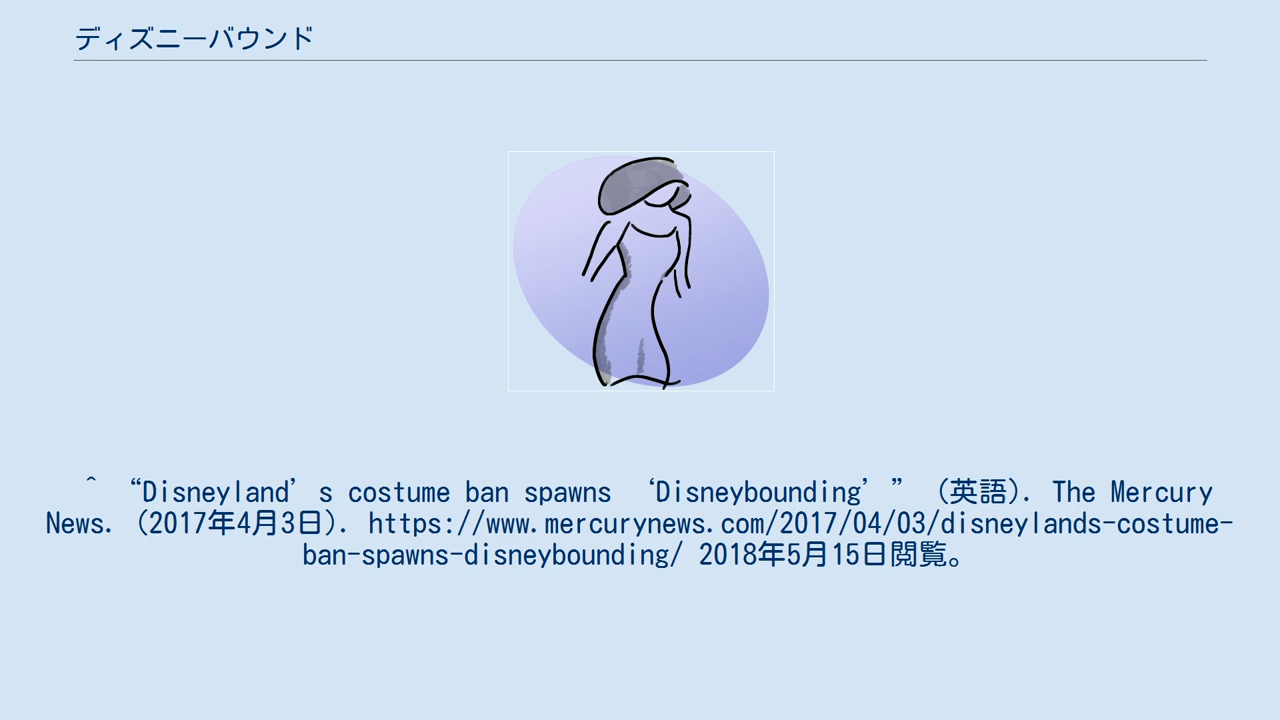 ディズニーバウンド
^ “Disneyland’s costume ban spawns ‘Disneybounding’” (英語). The Mercury
News. (2017年4月3日). https://www.mercurynews.com/2017/04/03/disneylands-costume-
ban-spawns-disneybounding/ 2018年5月15日閲覧。